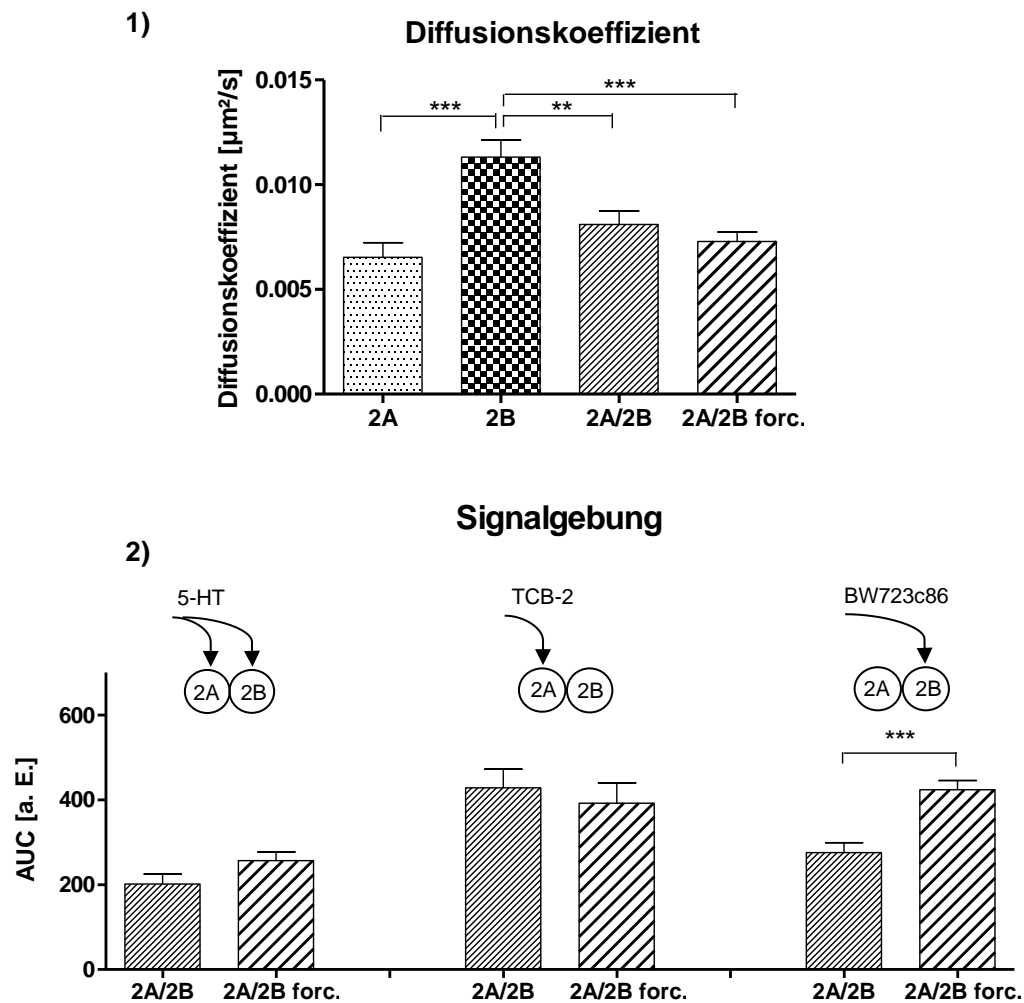 1)
Diffusionskoeffizient
Diffusionskoeffizient [µm²/s]
0.015
0.010
0.005
0.000
***
**
***
2A
2B
2A/2B
2A/2B forc.
Signalgebung
2)
5-HT
TCB-2
BW723c86
2A 2B
2A 2B
2A 2B
***
AUC [a. E.]
600
400
200
0
2A/2B
2A/2B forc.
2A/2B
2A/2B forc.
2A/2B
2A/2B forc.